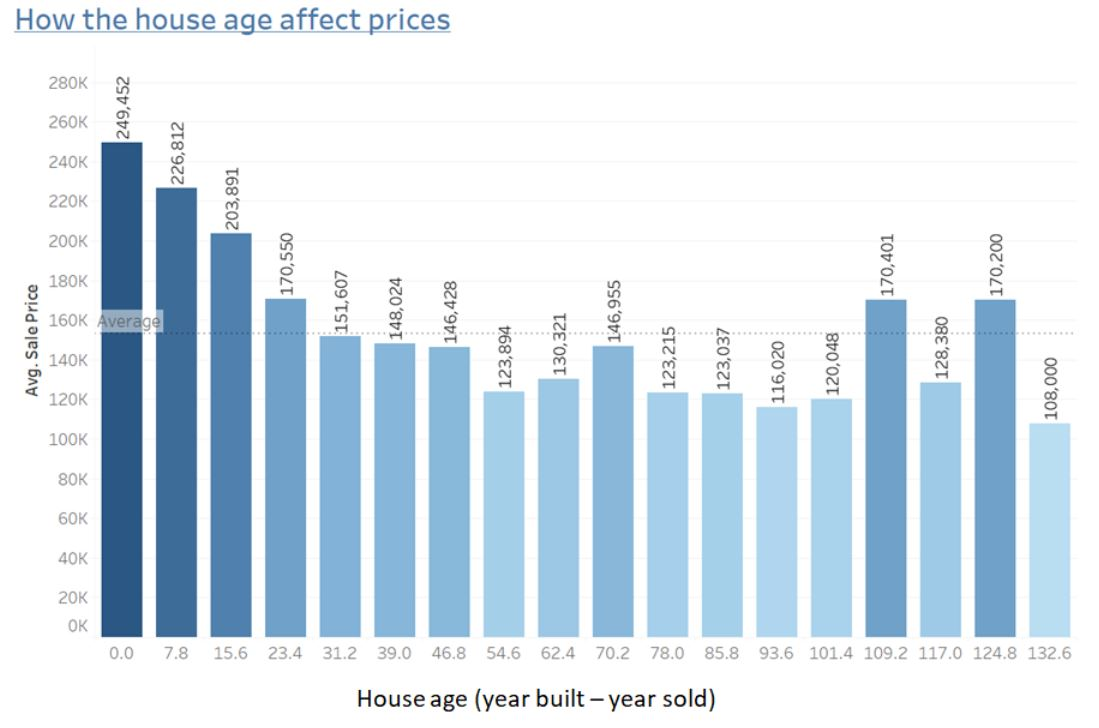 How the house age affect prices
Avg. Sale Price
280K
260K
240K
220K
200K
180K
160K
140K
120K
100K
80K
60K
40K
20K
0K
Average
249,452
226,812
203,891
170,550
151,607
148,024
146,428
123,894
130,321
146,955
123,215
123,037
116,020
120,048
170,401
128,380
170,200
108,000
0.0 7.8 15.6 23.4 31.2 39.0 46.8 54.6 62.4 70.2 78.0 85.8 93.6 101.4 109.2 117.0 124.8 132.6
House age (year built – year sold)